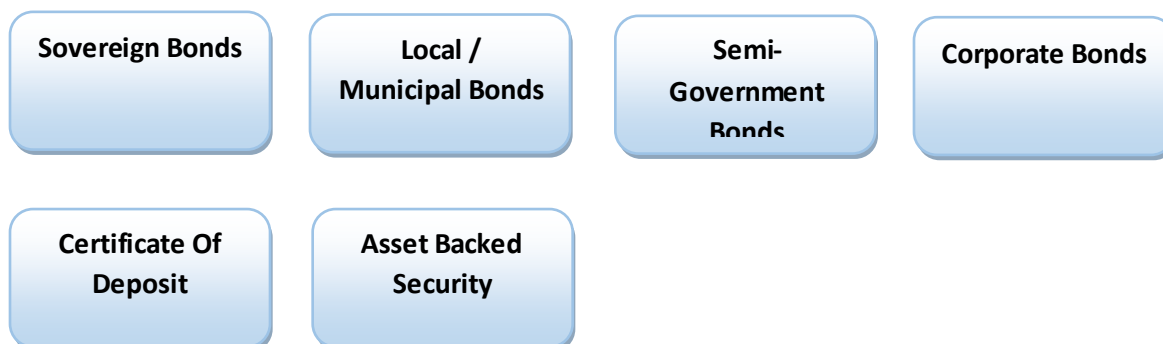 Sovereign Bonds
Local /
Municipal Bonds
Semi-
Government
Bonds
Corporate Bonds
Certificate Of
Deposit
Asset Backed
Security